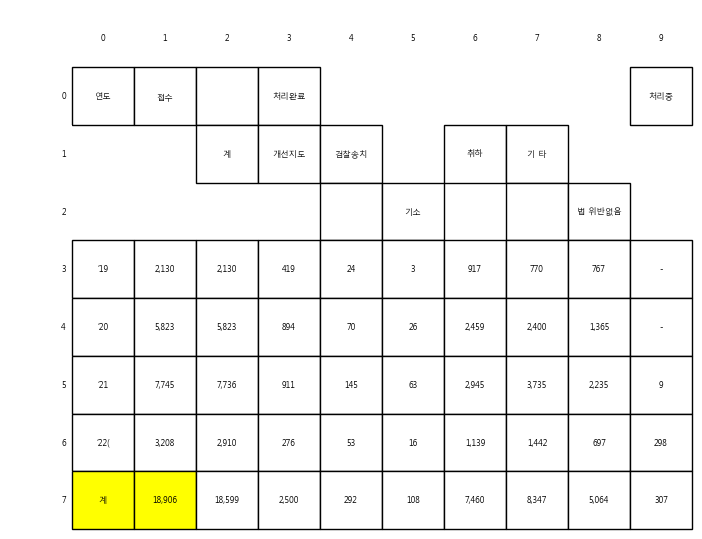 0 1 2 3 4 5 6 7 8 9
0 연도 접수 처리완료 처리중
1 계 개선지도 검찰송치 취하 기 타
2 기소 법 위반없음
3 '19 2,130 2,130 419 24 3 917 770 767 -
4 '20 5,823 5,823 894 70 26 2,459 2,400 1,365 -
5 '21 7,745 7,736 911 145 63 2,945 3,735 2,235 9
6 '22( 3,208 2,910 276 53 16 1,139 1,442 697 298
7 계 18,906 18,599 2,500 292 108 7,460 8,347 5,064 307